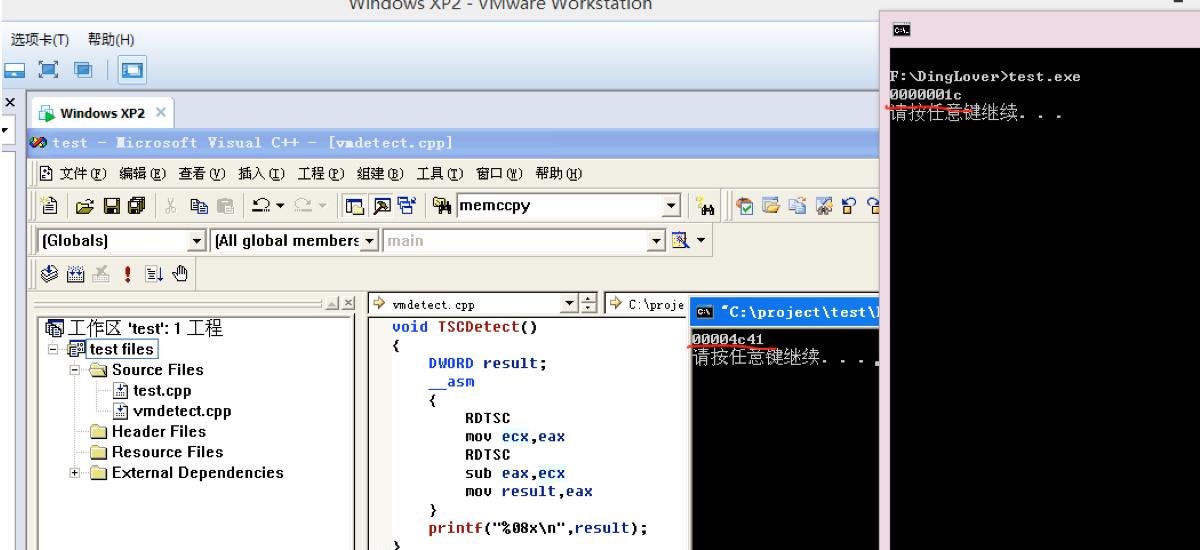 Windows XP2 - VMware Workstation
选项卡(T) 帮助(H)
Windows XP2
test - Microsoft Visual C++ - [vmdetect.cpp]
文件(F) 编辑(E) 查看(V) 插入(I) 工程(P) 组建(B) 工具(T) 窗口(W) 帮助(H)
memccpy
(Globals) (All global members main
工作区 'test': 1 工程
test files
Source Files
test.cpp
vmdetect.cpp
Header Files
Resource Files
External Dependencies
vmdetect.cpp
C:\proje
void TSCDetect()
{
DWORD result;
__asm
{
RDTSC
mov ecx,eax
RDTSC
sub eax,ecx
mov result,eax
}
printf("%08x\n",result);
}
"C:\project\test\
00004c41
请按任意键继续. . .
F:\DingLover>test.exe
0000001c
请按任意键继续. . .